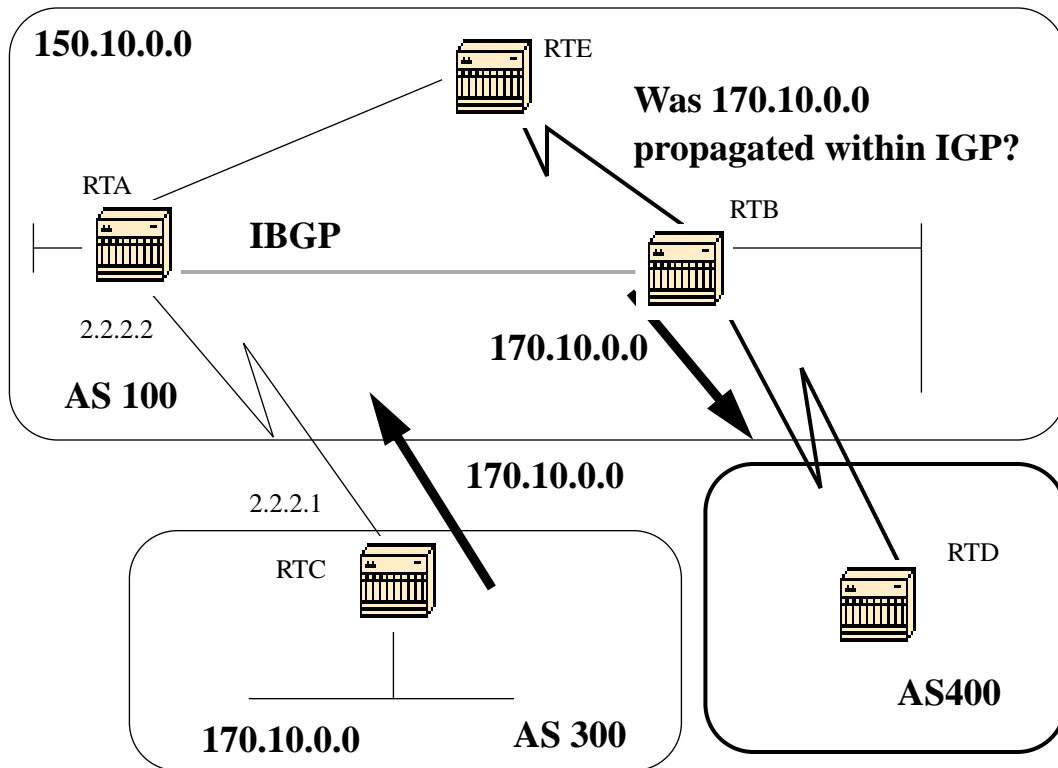 150.10.0.0
RTE
Was 170.10.0.0
propagated within IGP?
RTA
RTB
IBGP
2.2.2.2
170.10.0.0
AS 100
170.10.0.0
2.2.2.1
RTC
RTD
AS400
170.10.0.0
AS 300